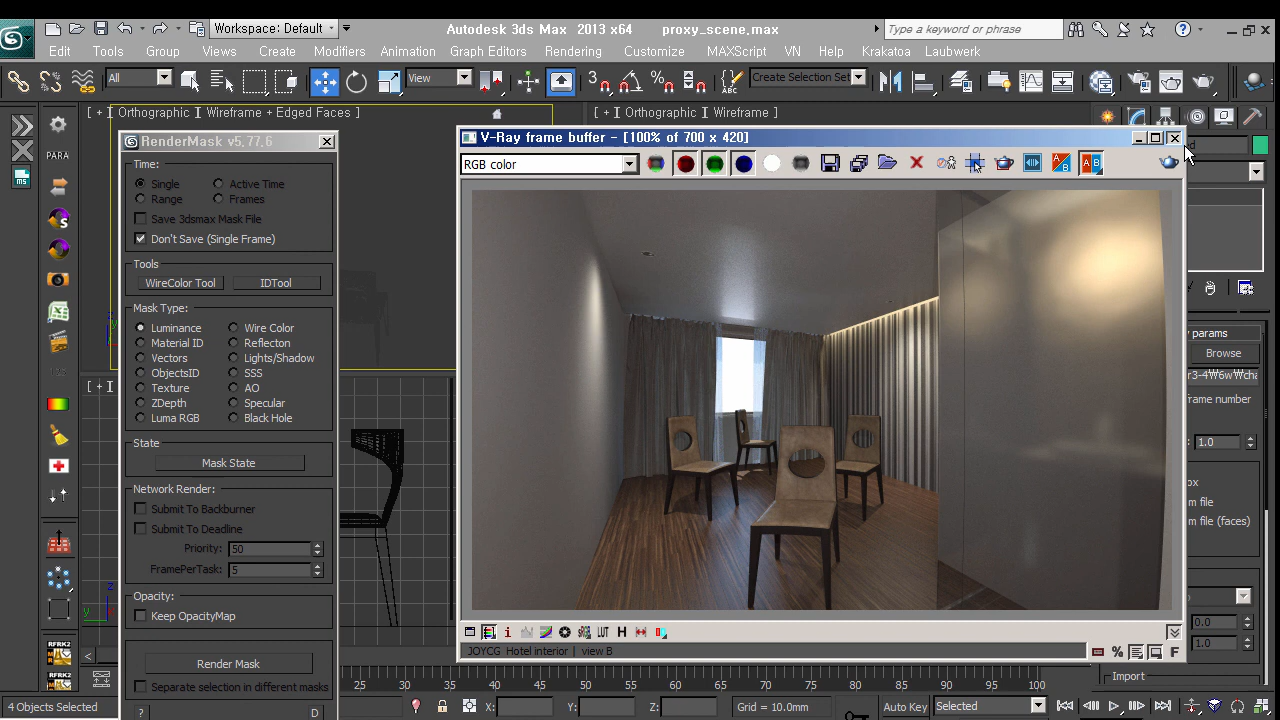 Workspace: Default
Autodesk 3ds Max 2013 x64 proxy_scene.max
Type a keyword or phrase
Edit Tools Group Views Create Modifiers Animation Graph Editors Rendering Customize MAXScript VN Help Krakatoa Laubwerk
All
View
Create Selection Set
[ + ] Orthographic ] Wireframe + Edged Faces ]
[ + ] Orthographic ] Wireframe ]
RenderMask v5.77.6
V-Ray frame buffer - [100% of 700 x 420]
RGB color
PARA
Time:
Single Active Time
Range Frames
Save 3dsmax Mask File
Don't Save (Single Frame)
Tools
WireColor Tool IDTool
Mask Type:
Luminance Wire Color
Material ID Reflecton
Vectors Lights/Shadow
ObjectsID SSS
Texture AO
ZDepth Specular
Luma RGB Black Hole
State
Mask State
Network Render:
Submit To Backburner
Submit To Deadline
Priority: 50
FramePerTask: 5
Opacity:
Keep OpacityMap
Render Mask
Separate selection in different masks
? D
params
Browse
r3-4₩6w₩cha
rame number
1.0
ox
m file
m file (faces)
0.0
1.0
Import
JOYCG Hotel interior | view B
RFRK2
RFRK2
25 30 35 40 45 50 55 60 65 70 75 80 85 90 95 100
4 Objects Selected
X: Y: Z: Grid = 10.0mm Auto Key Selected